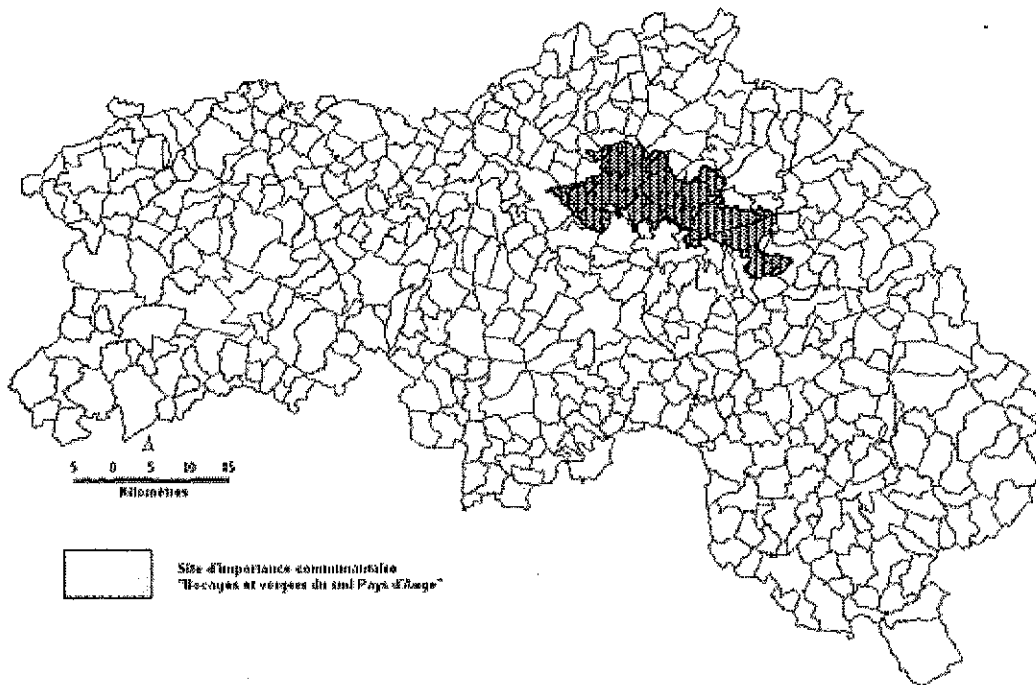 5 0 5 10 15
Kilomètres
Site d'importance communautaire
"Bocages et vergers du sud Pays d'Auge"